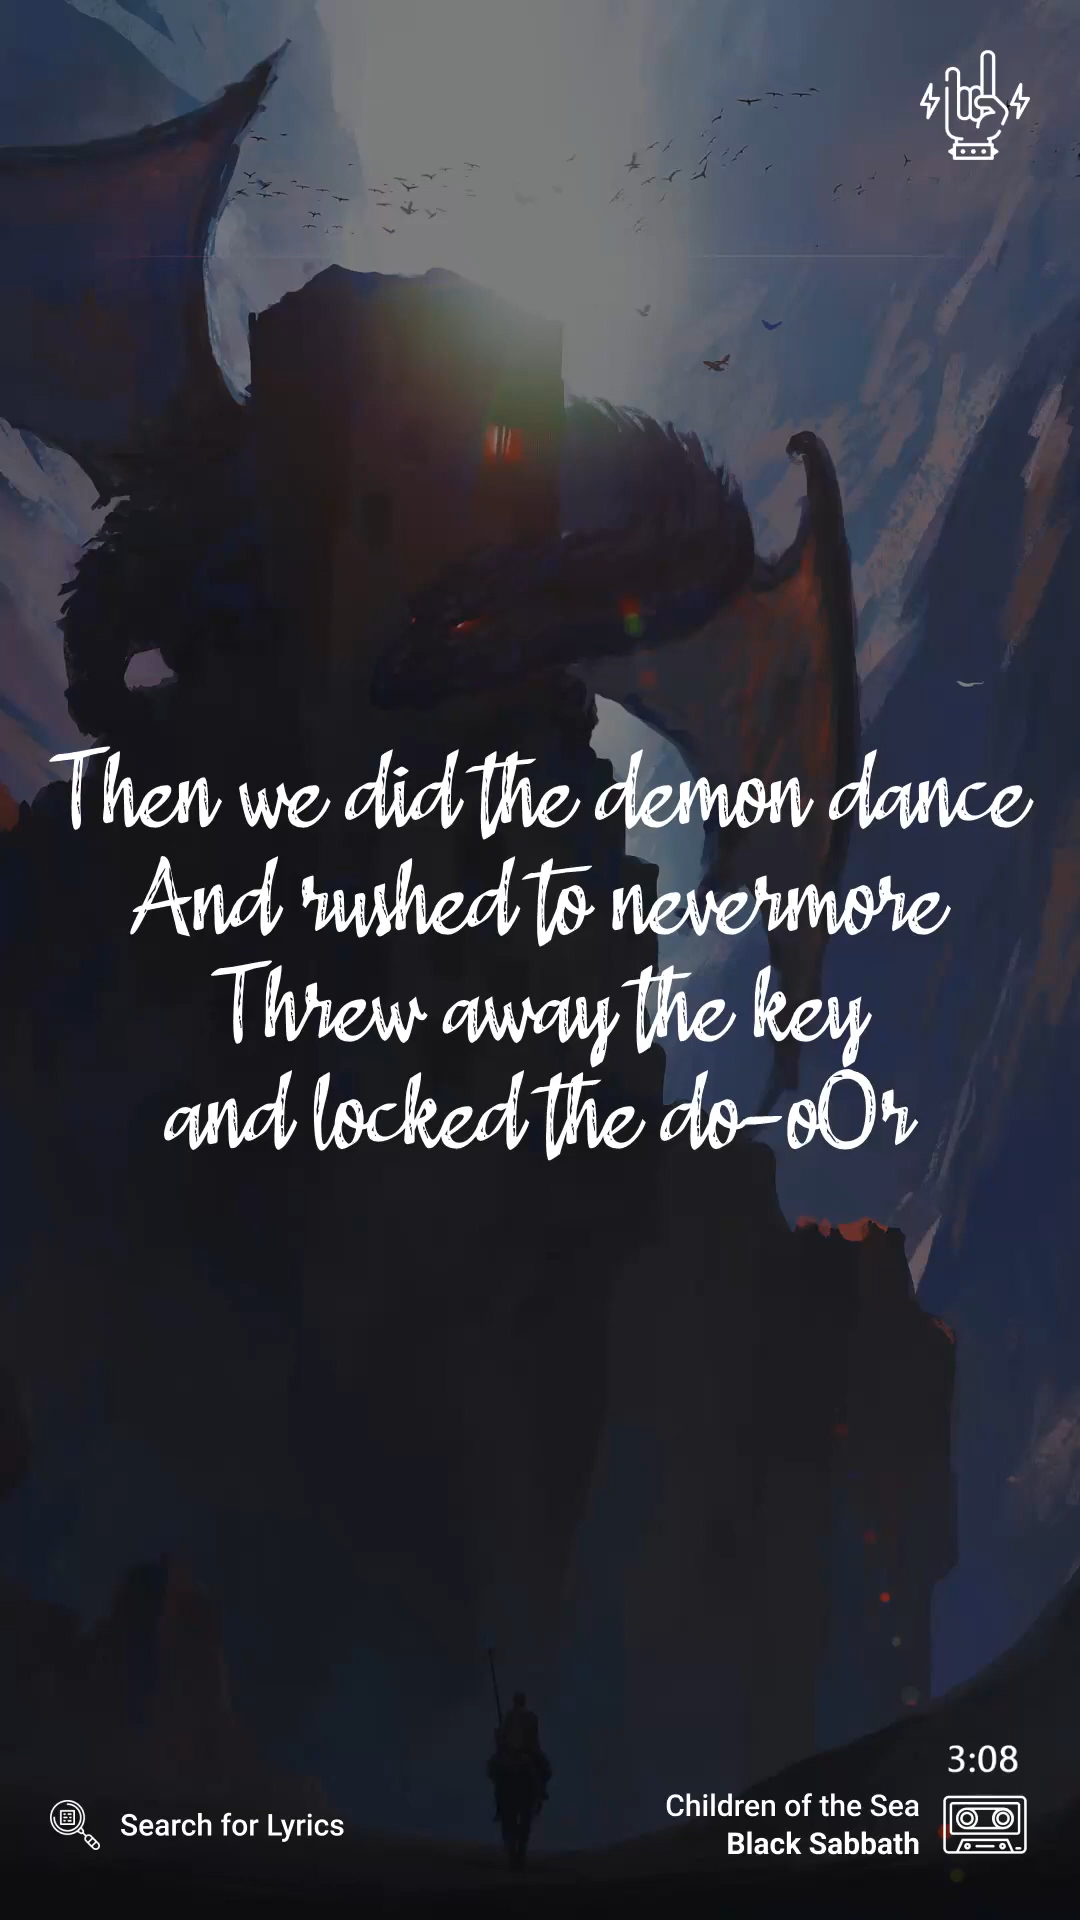 Then we did the demon dance
And rushed to nevermore
Threw away the key
and locked the do-oOr
3:08
Search for Lyrics
Children of the Sea
Black Sabbath